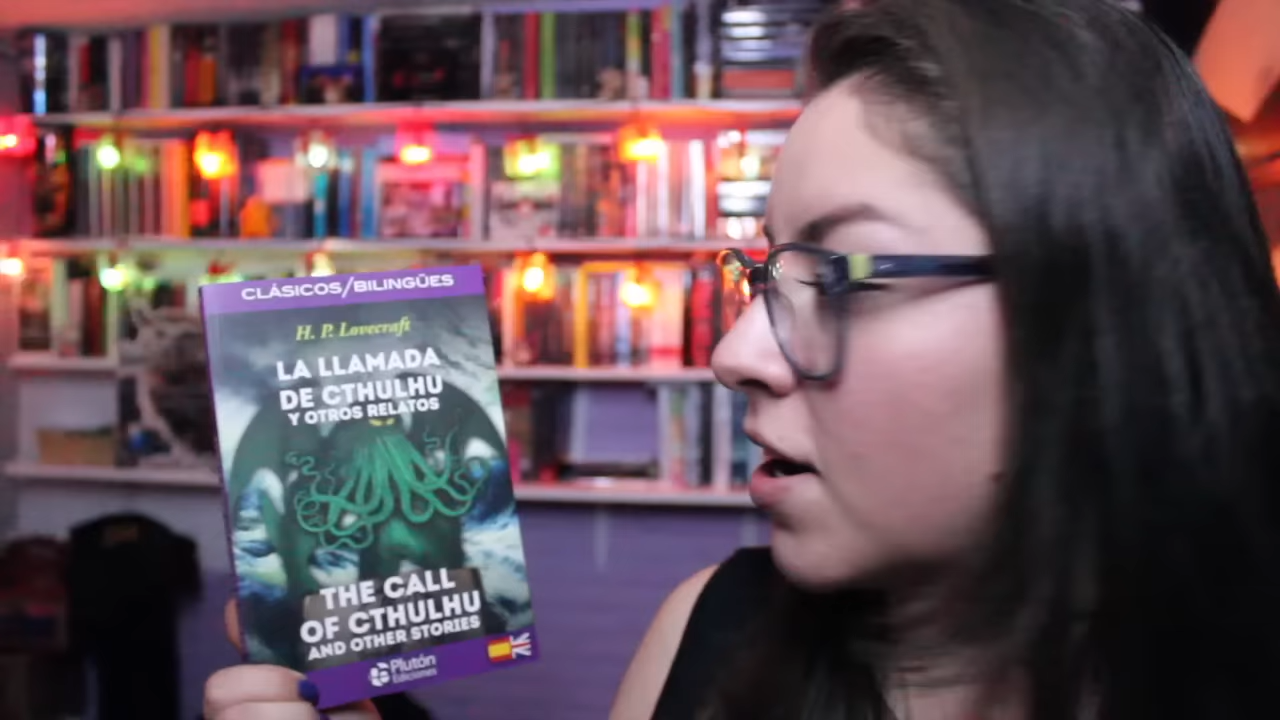 CLÁSICOS/BILINGÜES
H. P. Lovecraft
LA LLAMADA
DE CTHULHU
Y OTROS RELATOS
THE CALL
OF CTHULHU
AND OTHER STORIES
Plutón
Ediciones